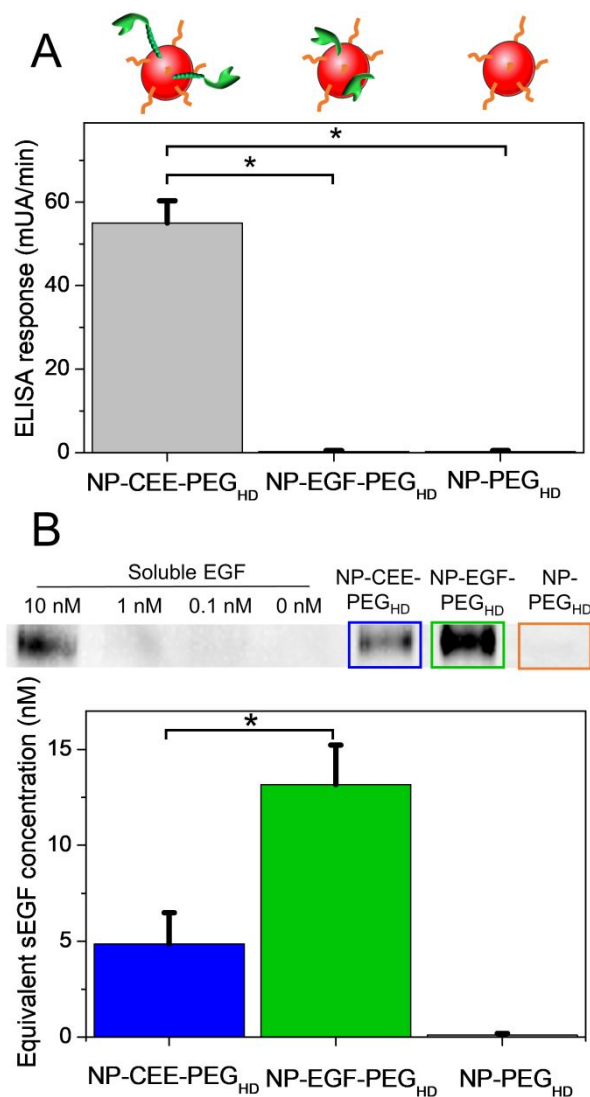 A
*
*
ELISA response (mUA/min)
60
40
20
0
NP-CEE-PEGHD NP-EGF-PEGHD NP-PEGHD
B
Soluble EGF
10 nM 1 nM 0.1 nM 0 nM
NP-CEE-
PEGHD
NP-EGF-
PEGHD
NP-
PEGHD
*
Equivalent sEGF concentration (nM)
15
10
5
0
NP-CEE-PEGHD NP-EGF-PEGHD NP-PEGHD